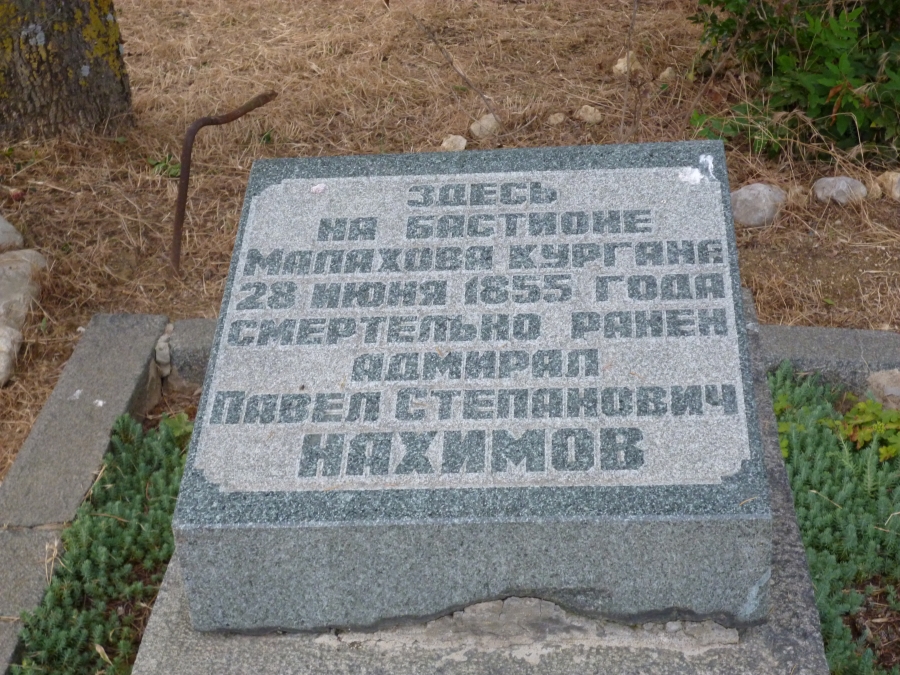 ЗДЕСЬ
НА БАСТИОНЕ
МАЛАХОВА КУРГАНА
28 ИЮНЯ 1855 ГОДА
СМЕРТЕЛЬНО РАНЕН
АДМИРАЛ
ПАВЕЛ СТЕПАНОВИЧ
НАХИМОВ